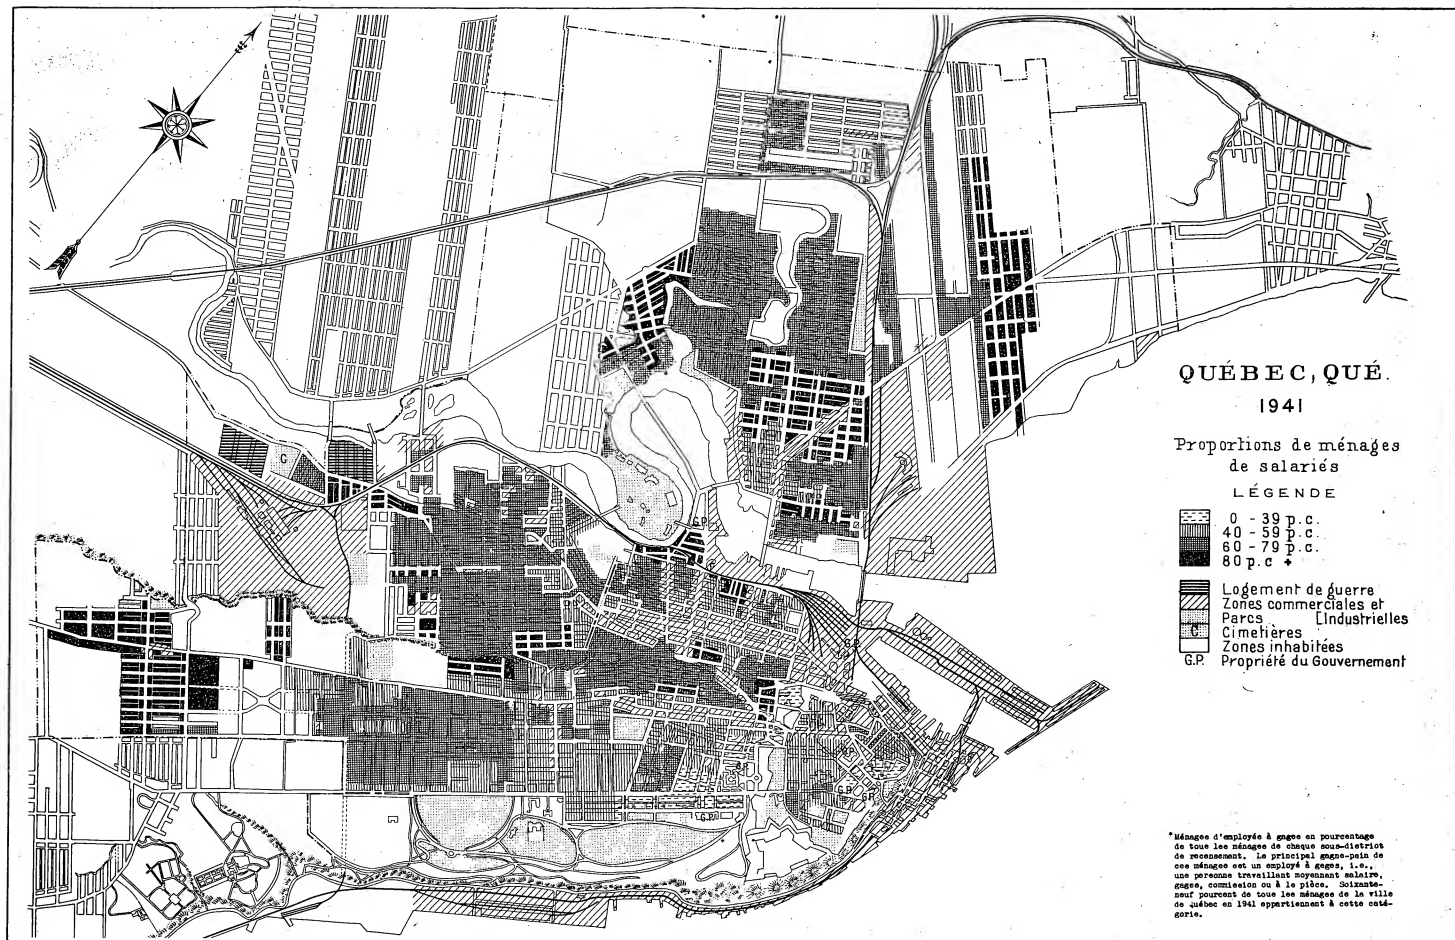 QUÉBEC, QUÉ.
1941
Proportions de ménages
de salariés
LÉGENDE
0 - 39 p.c.
40 - 59 p.c.
60 - 79 p.c.
80 p.c +
Logement de guerre
Zones commerciales et
Parcs [Industrielles
C Cimetières
Zones inhabitées
G.P. Propriété du Gouvernement
*Ménages d'employés à gages en pourcentage
de tous les ménages de chaque sous-district
de recensement. Le principal gagne-pain de
ces ménages est un employé à gages, i.e.,
une personne travaillant moyennant salaire,
gages, commission ou à le pièce. Soixante-
neuf pourcent de tous les ménages de la ville
de Québec en 1941 appartiennent à cette caté-
gorie.
C
G.P.
G.P.
G.P.
G.P.
G.P.
G.P.